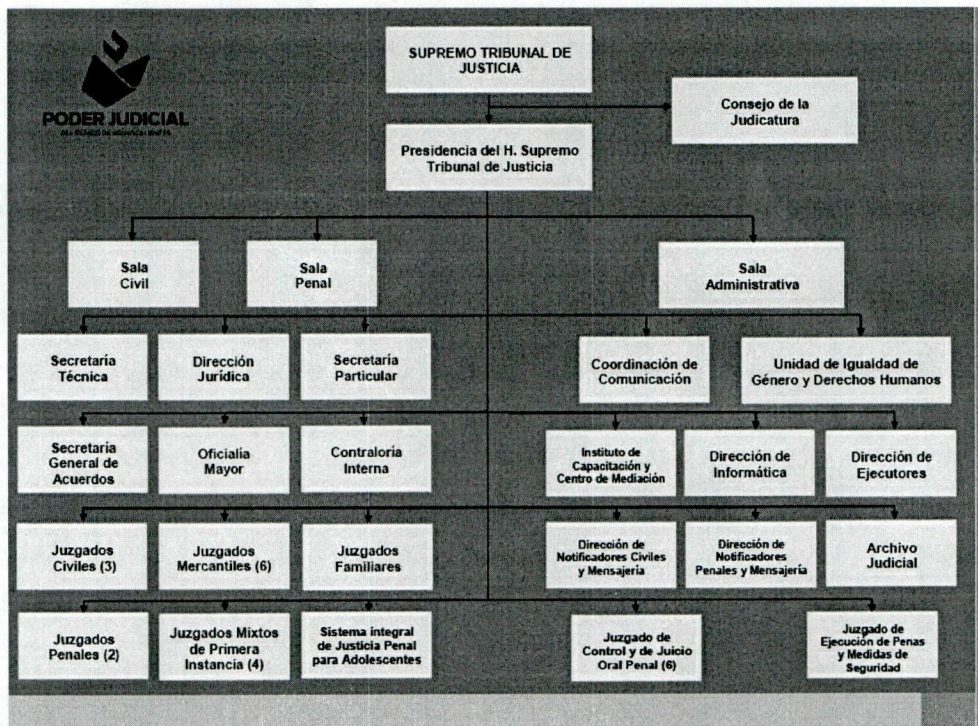 SUPREMO TRIBUNAL DE
JUSTICIA
PODER JUDICIAL
Consejo de la
Judicatura
Presidencia del H. Supremo
Tribunal de Justicia
Sala
Civil
Sala
Penal
Sala
Administrativa
Secretaría
Técnica
Dirección
Jurídica
Secretaría
Particular
Coordinación de
Comunicación
Unidad de Igualdad de
Género y Derechos Humanos
Secretaría
General de
Acuerdos
Oficialia
Mayor
Contraloría
Interna
Instituto de
Capacitación y
Centro de Mediación
Dirección de
Informática
Dirección de
Ejecutores
Juzgados
Civiles (3)
Juzgados
Mercantiles (6)
Juzgados
Familiares
Dirección de
Notificadores Civiles
y Mensajería
Dirección de
Notificadores
Penales y Mensajería
Archivo
Judicial
Juzgados
Penales (2)
Juzgados Mixtos
de Primera
Instancia (4)
Sistema integral
de Justicia Penal
para Adolescentes
Juzgado de
Control y de Juicio
Oral Penal (6)
Juzgado de
Ejecución de Penas
y Medidas de
Seguridad